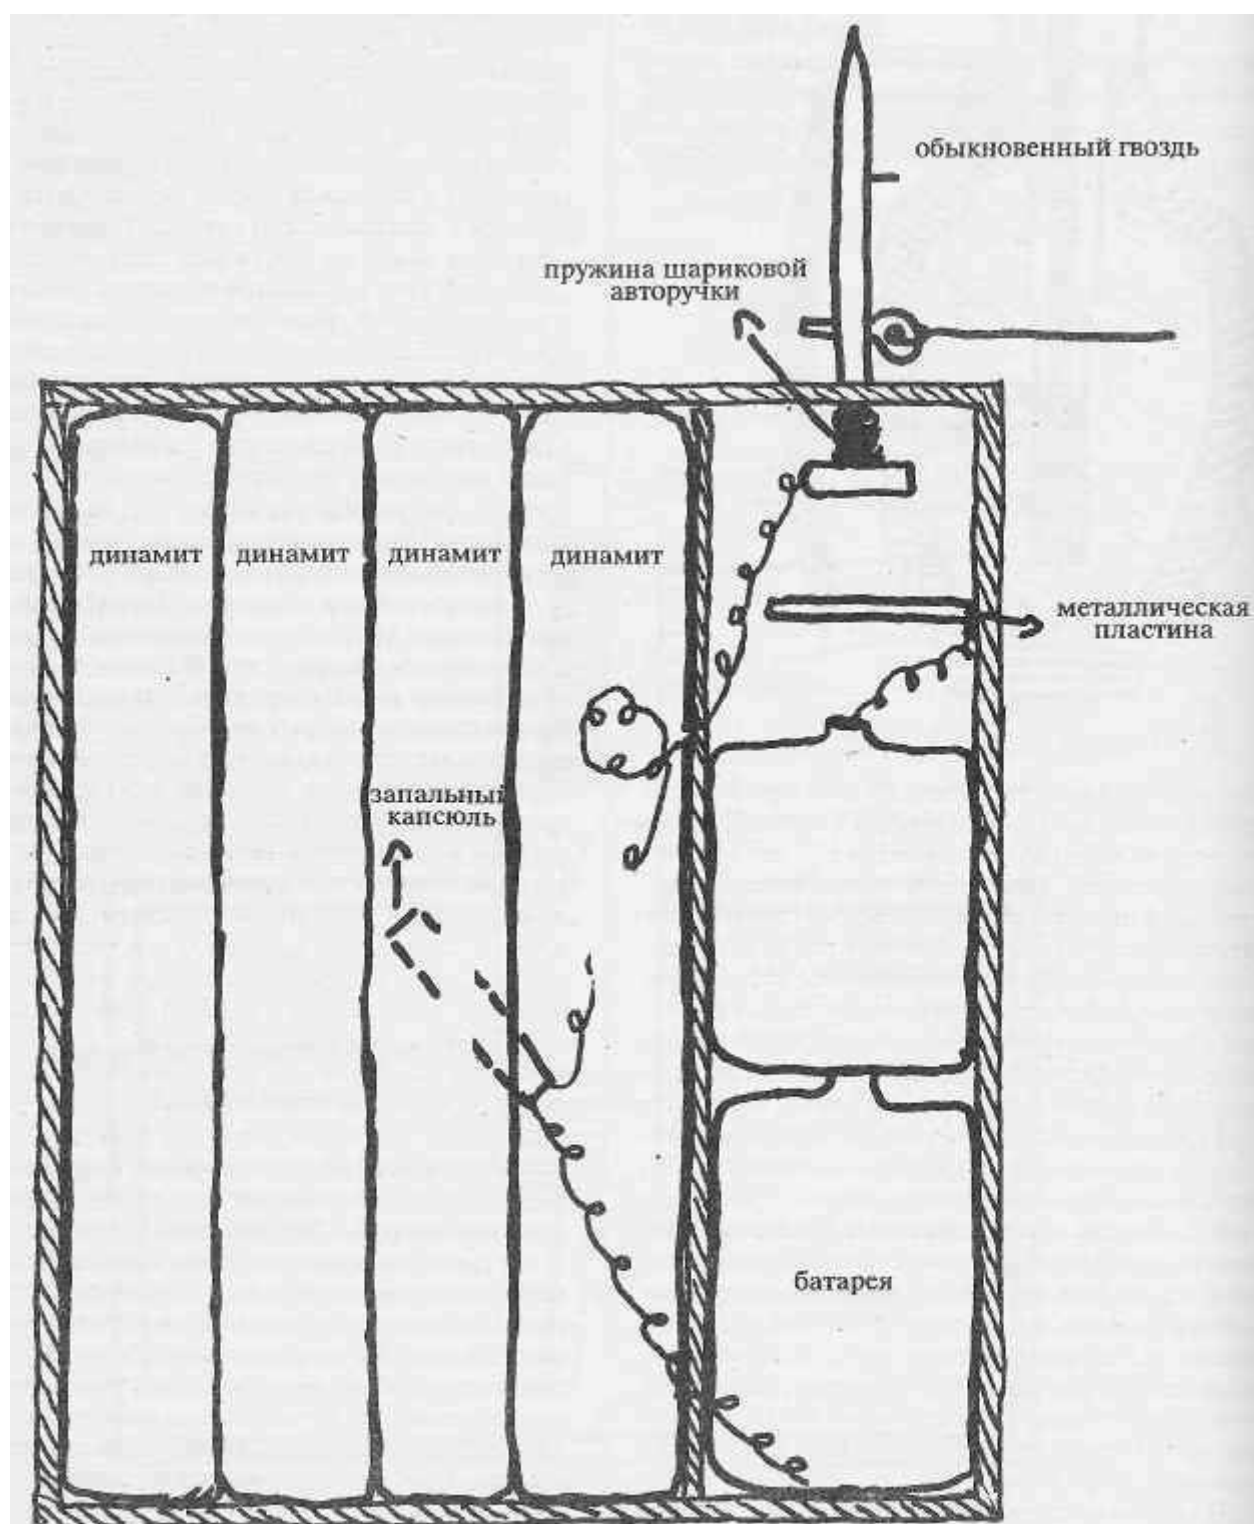 обыкновенный гвоздь
пружина шариковой
авторучки
динамит
динамит
динамит
динамит
металлическая
пластина
запальный
капсюль
батарея